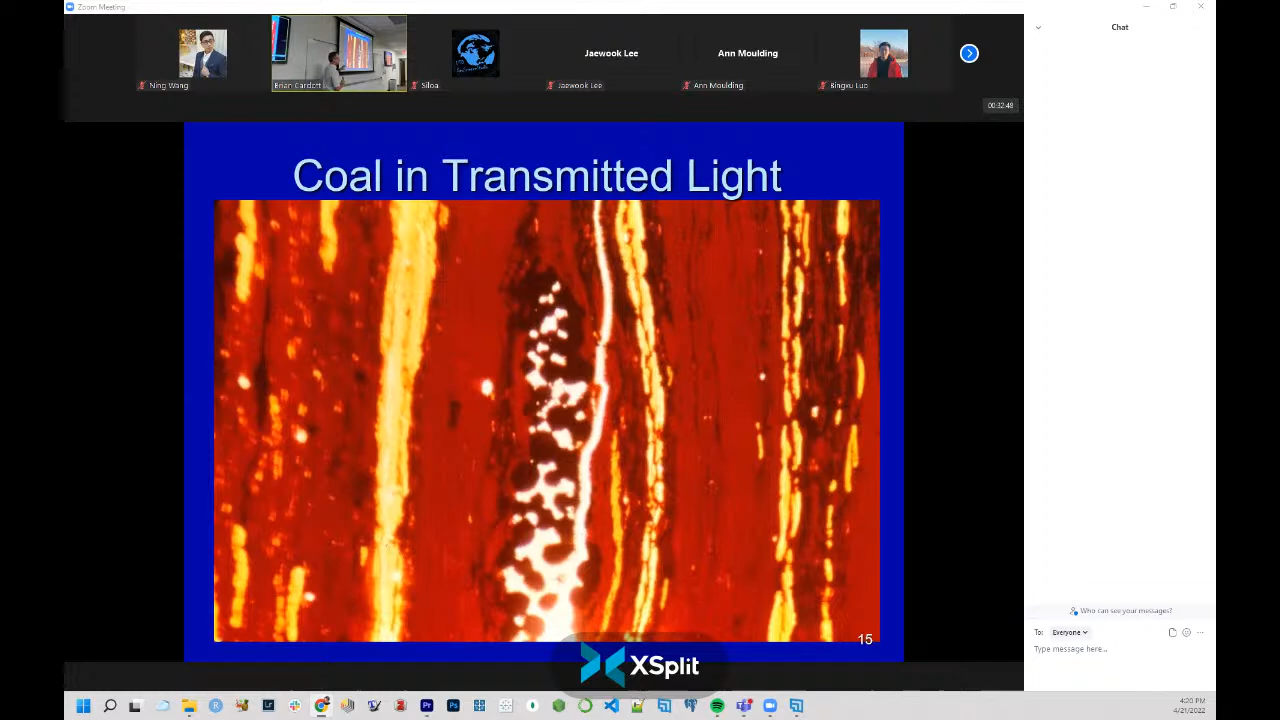 Zoom Meeting
Chat
Jaewook Lee
Ann Moulding
Ning Wang
Brian Cardott
Siloa
Jaewook Lee
Ann Moulding
Bingxu Luo
00:32:48
Coal in Transmitted Light
15
XSplit
Who can see your messages?
To: Everyone
Type message here...
4:20 PM
4/21/2022